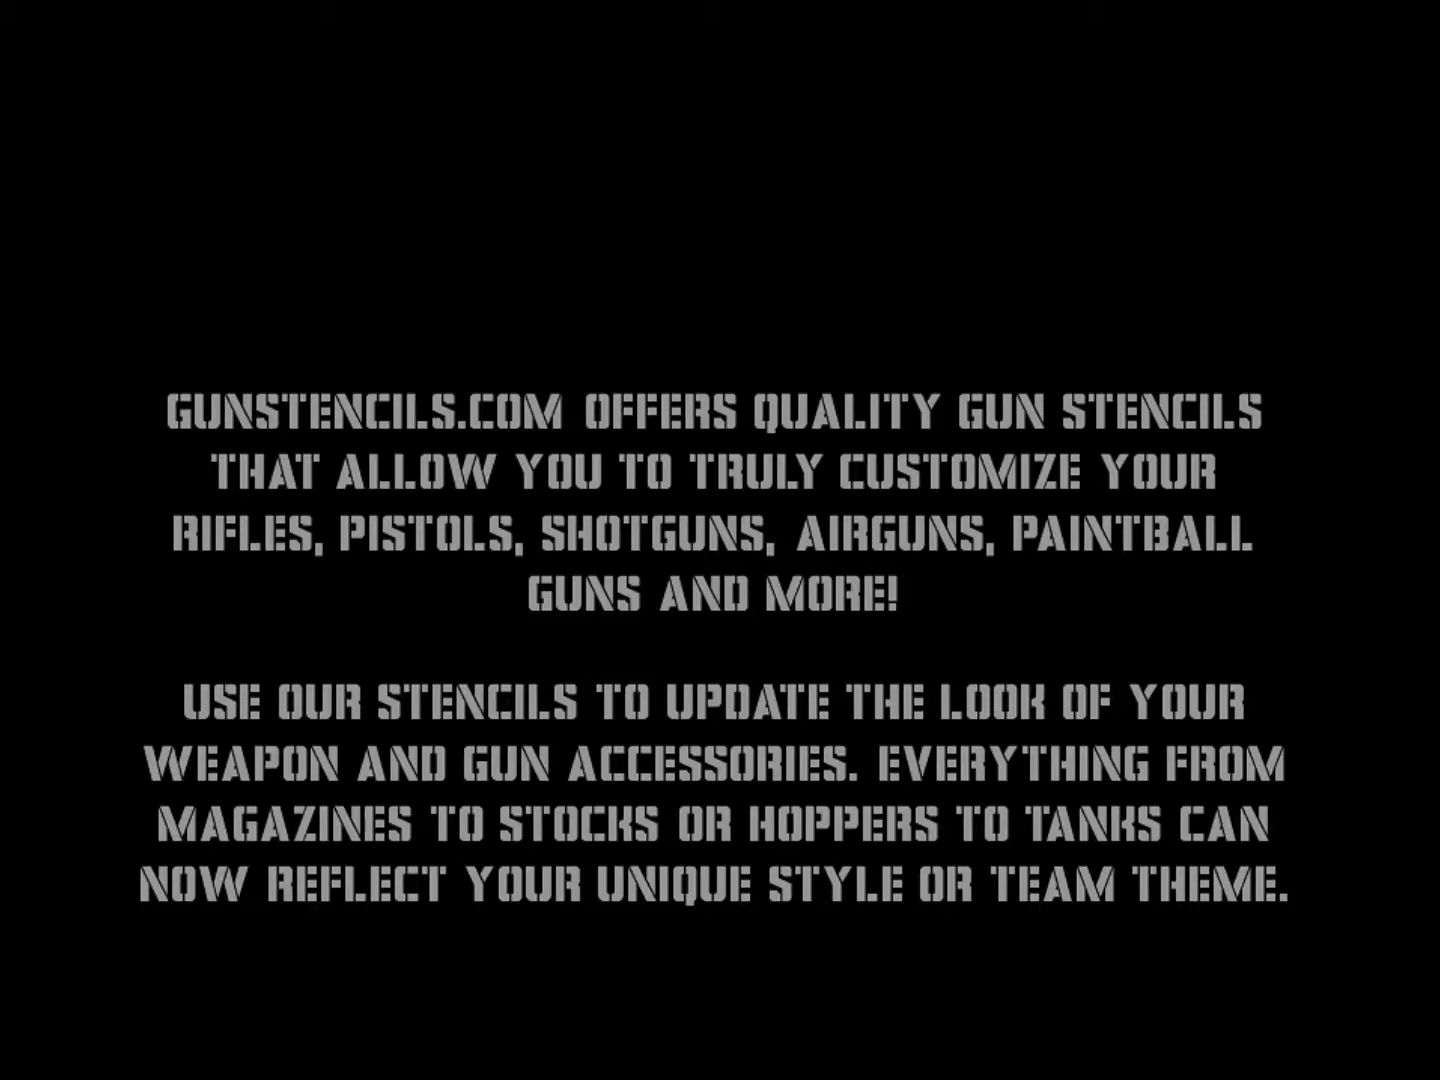 GUNSTENCILS.COM OFFERS QUALITY GUN STENCILS
THAT ALLOW YOU TO TRULY CUSTOMIZE YOUR
RIFLES, PISTOLS, SHOTGUNS, AIRGUNS, PAINTBALL
GUNS AND MORE!
USE OUR STENCILS TO UPDATE THE LOOK OF YOUR
WEAPON AND GUN ACCESSORIES. EVERYTHING FROM
MAGAZINES TO STOCKS OR HOPPERS TO TANKS CAN
NOW REFLECT YOUR UNIQUE STYLE OR TEAM THEME.